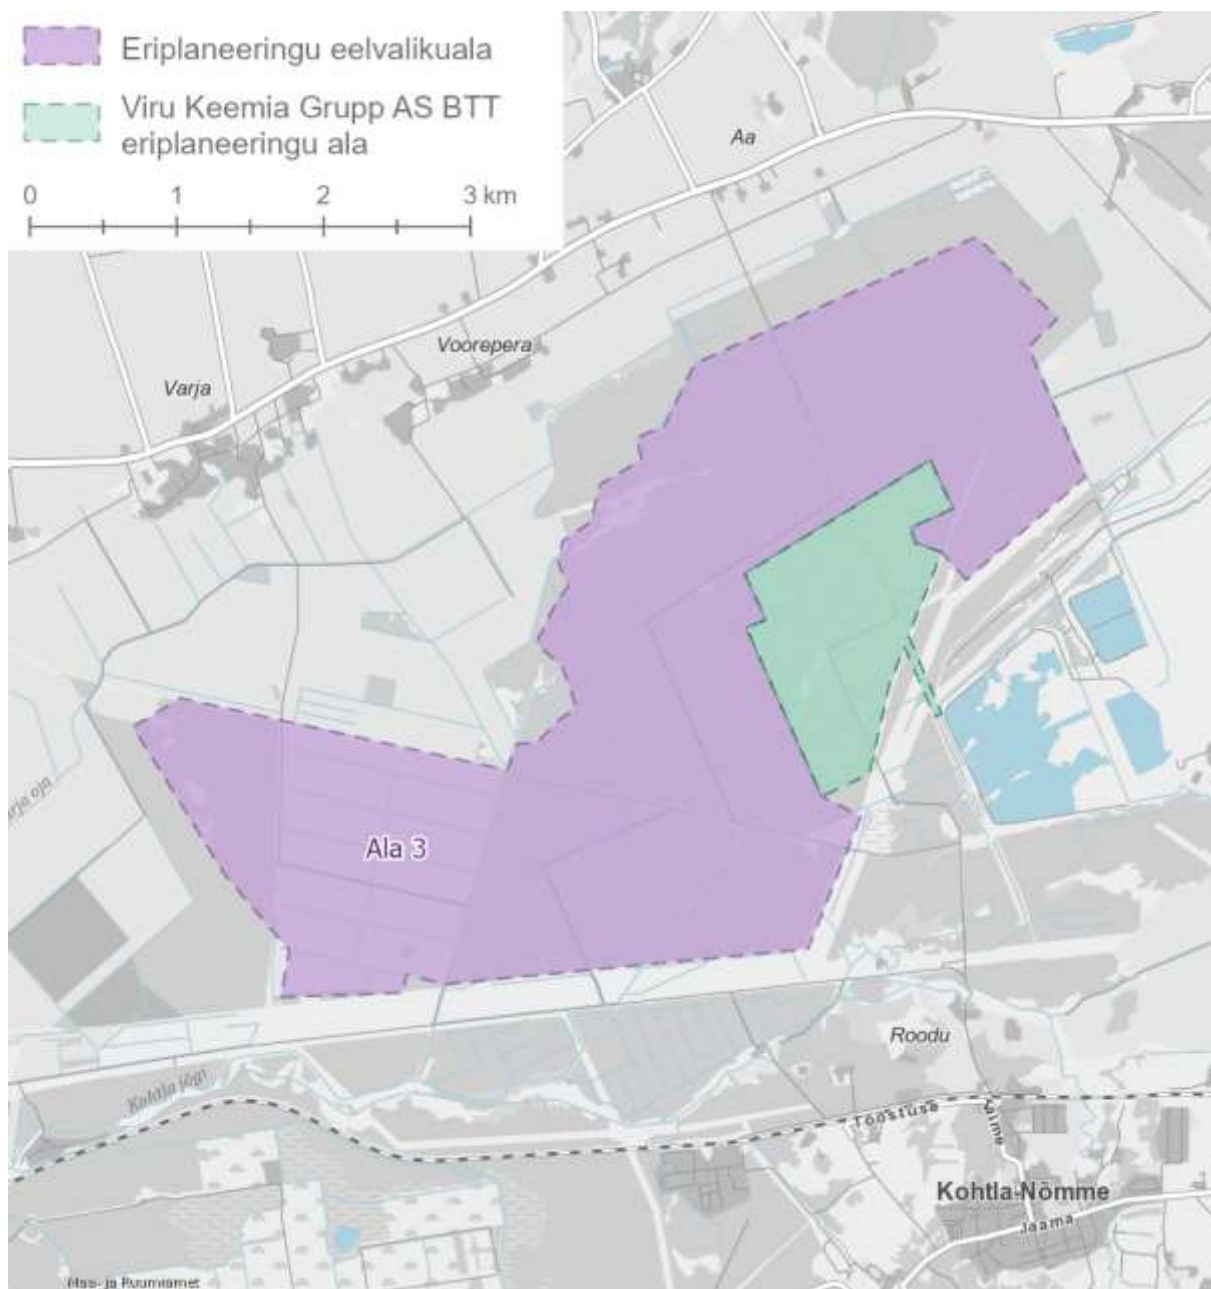 Eriplaneeringu eelvalikuala
Viru Keemia Grupp AS BTT
eriplaneeringu ala
0 1 2 3 km
Aa
Voorepera
Varja
Ala 3
Roodu
Kohtla jõgi
Tööstuse
Kohtla-Nõmme
Jaama
Maa- ja Ruumiamet